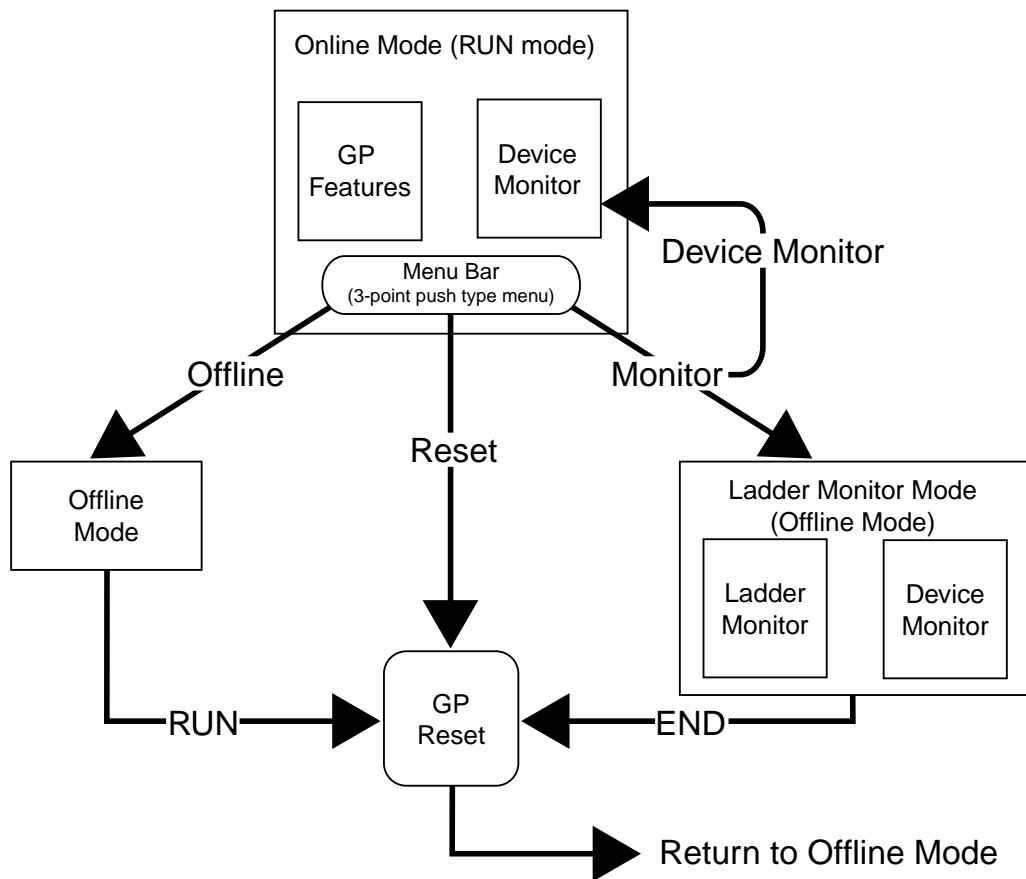 Online Mode (RUN mode)
GP
Features
Device
Monitor
Device Monitor
Menu Bar
(3-point push type menu)
Offline
Monitor
Reset
Offline
Mode
Ladder Monitor Mode
(Offline Mode)
Ladder
Monitor
Device
Monitor
GP
Reset
RUN
END
Return to Offline Mode